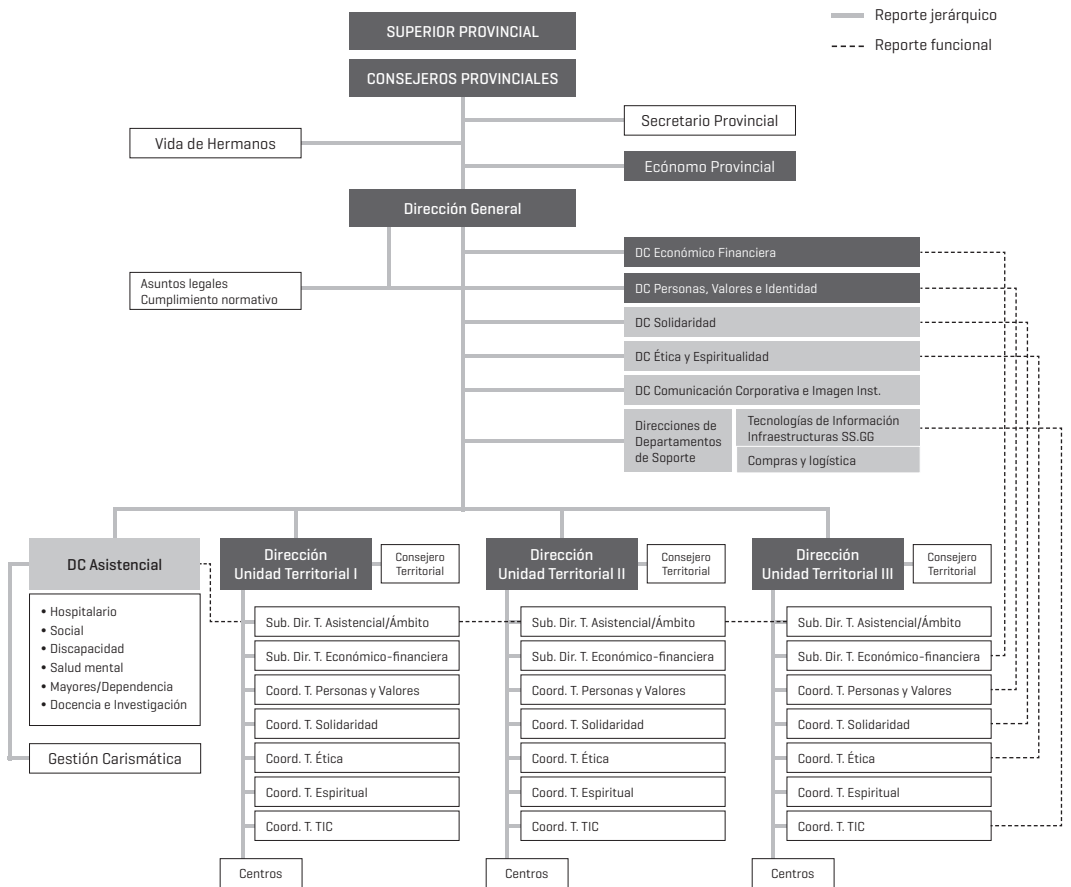 Reporte jerárquico
Reporte funcional
SUPERIOR PROVINCIAL
CONSEJEROS PROVINCIALES
Secretario Provincial
Vida de Hermanos
Ecónomo Provincial
Dirección General
DC Económico Financiera
Asuntos legales
Cumplimiento normativo
DC Personas, Valores e Identidad
DC Solidaridad
DC Ética y Espiritualidad
DC Comunicación Corporativa e Imagen Inst.
Direcciones de
Departamentos
de Soporte
Tecnologías de Información
Infraestructuras SS.GG
Compras y logística
DC Asistencial
• Hospitalario
• Social
• Discapacidad
• Salud mental
• Mayores/Dependencia
• Docencia e Investigación
Gestión Carismática
Dirección
Unidad Territorial I
Consejero
Territorial
Sub. Dir. T. Asistencial/Ámbito
Sub. Dir. T. Económico-financiera
Coord. T. Personas y Valores
Coord. T. Solidaridad
Coord. T. Ética
Coord. T. Espiritual
Coord. T. TIC
Centros
Dirección
Unidad Territorial II
Consejero
Territorial
Sub. Dir. T. Asistencial/Ámbito
Sub. Dir. T. Económico-financiera
Coord. T. Personas y Valores
Coord. T. Solidaridad
Coord. T. Ética
Coord. T. Espiritual
Coord. T. TIC
Centros
Dirección
Unidad Territorial III
Consejero
Territorial
Sub. Dir. T. Asistencial/Ámbito
Sub. Dir. T. Económico-financiera
Coord. T. Personas y Valores
Coord. T. Solidaridad
Coord. T. Ética
Coord. T. Espiritual
Coord. T. TIC
Centros